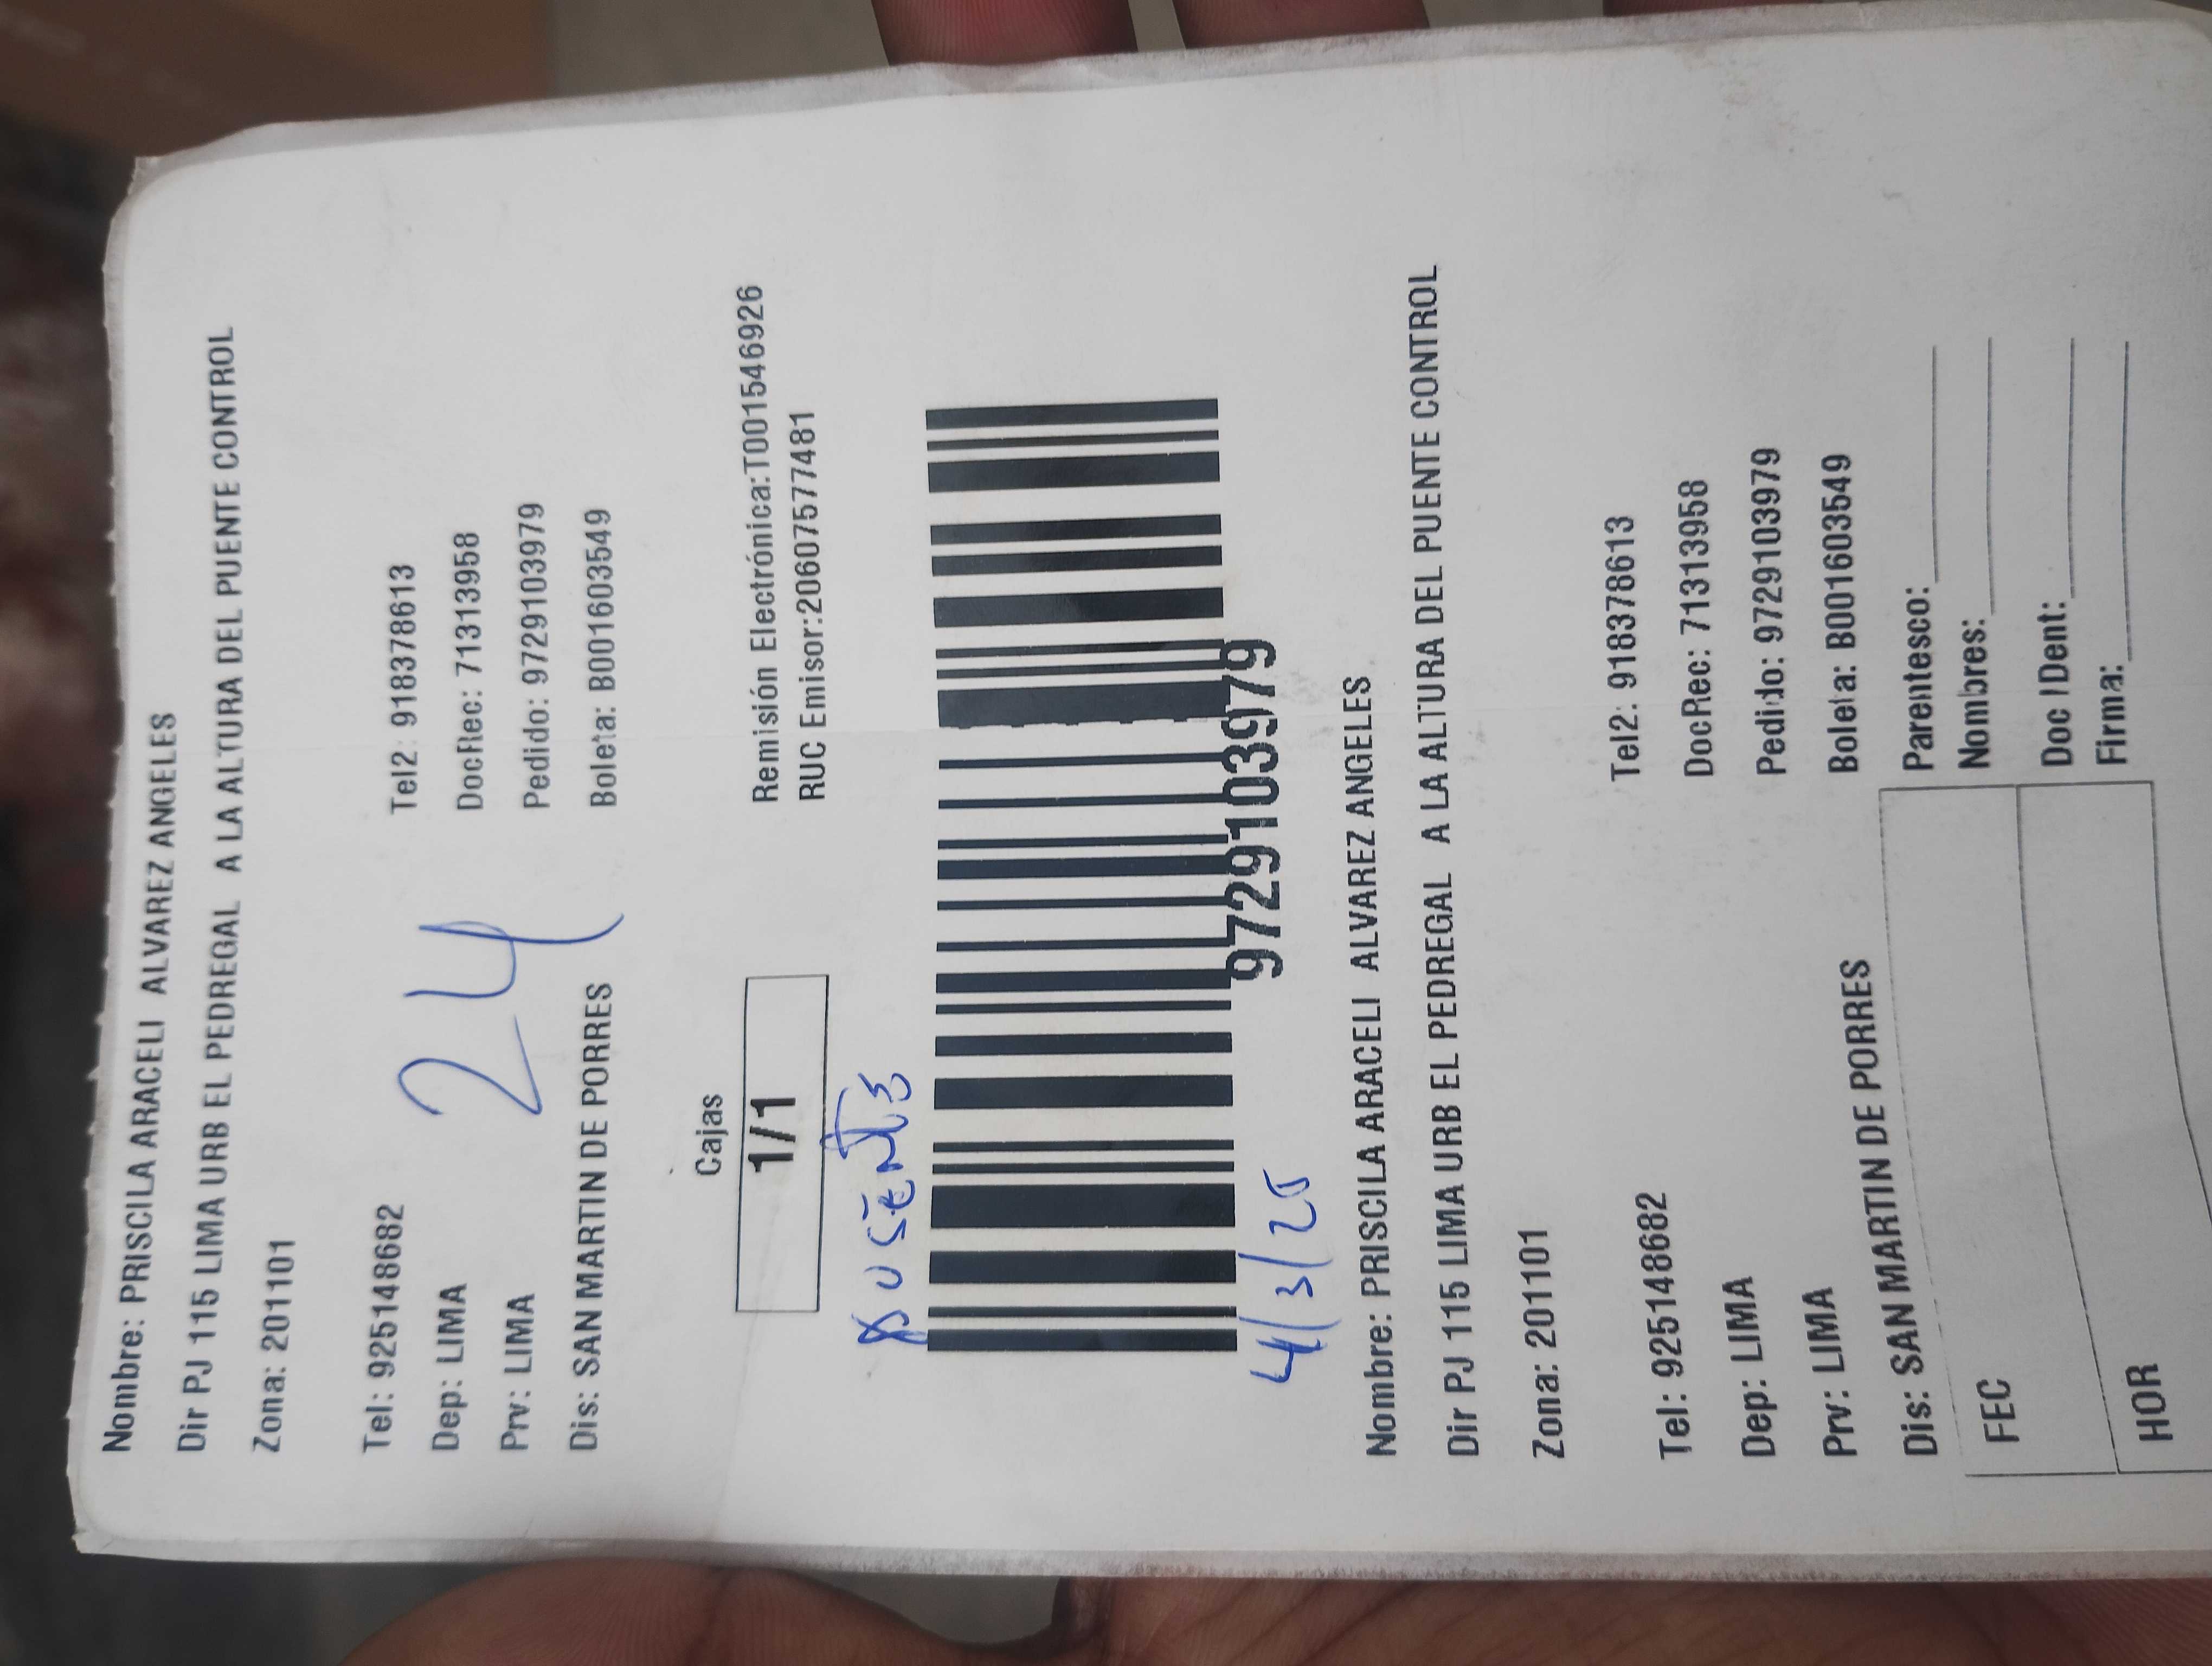 Nombre: PRISCILA ARACELI ALVAREZ ANGELES
Dir PJ 115 LIMA URB EL PEDREGAL A LA ALTURA DEL PUENTE CONTROL
Zona: 201101
Tel: 925148682 Tel2: 918378613
Dep: LIMA DocRec: 71313958
Prv: LIMA Pedido: 97291103979
Dis: SAN MARTIN DE PORRES Boleta: B001603549
24
Cajas
1/1
Remisión Electrónica:T001546926
RUC Emisor:20607577481
AUSENTE
97291103979
4/3/25
Nombre: PRISCILA ARACELI ALVAREZ ANGELES
Dir PJ 115 LIMA URB EL PEDREGAL A LA ALTURA DEL PUENTE CONTROL
Zona: 201101
Tel: 925148682 Tel2: 918378613
Dep: LIMA DocRec: 71313958
Prv: LIMA Pedido: 97291103979
Dis: SAN MARTIN DE PORRES Boleta: B001603549
FEC Parentesco:
Nombres:
HOR Doc IDent:
Firma: